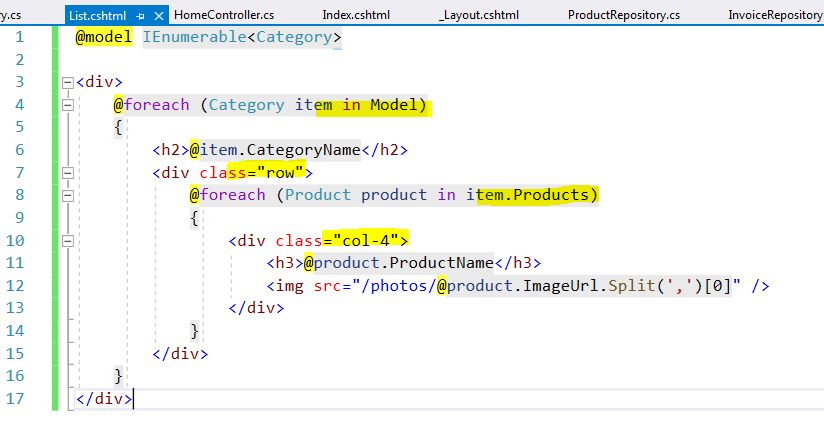 ry.cs List.cshtml HomeController.cs Index.cshtml _Layout.cshtml ProductRepository.cs InvoiceRepository
1 @model IEnumerable<Category>
2
3 <div>
4 @foreach (Category item in Model)
5 {
6 <h2>@item.CategoryName</h2>
7 <div class="row">
8 @foreach (Product product in item.Products)
9 {
10 <div class="col-4">
11 <h3>@product.ProductName</h3>
12 <img src="/photos/@product.ImageUrl.Split(',')[0]" />
13 </div>
14 }
15 </div>
16 }
17 </div>